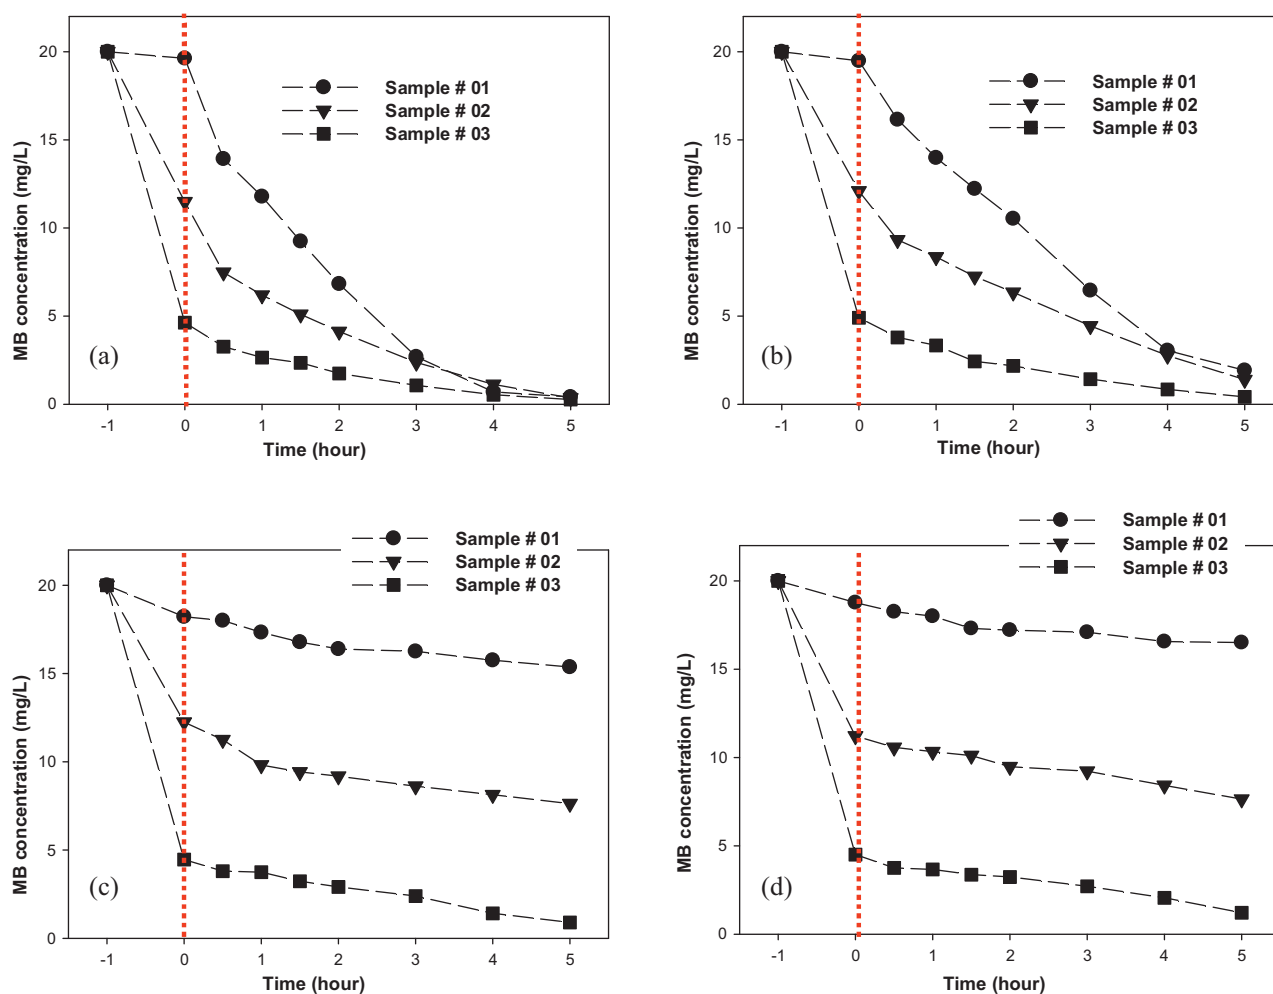 Sample # 01
Sample # 02
Sample # 03
MB concentration (mg/L)
20
15
10
5
0
(a)
-1 0 1 2 3 4 5
Time (hour)
Sample # 01
Sample # 02
Sample # 03
MB concentration (mg/L)
20
15
10
5
0
(b)
-1 0 1 2 3 4 5
Time (hour)
Sample # 01
Sample # 02
Sample # 03
MB concentration (mg/L)
20
15
10
5
0
(c)
-1 0 1 2 3 4 5
Time (hour)
Sample # 01
Sample # 02
Sample # 03
MB concentration (mg/L)
20
15
10
5
0
(d)
-1 0 1 2 3 4 5
Time (hour)